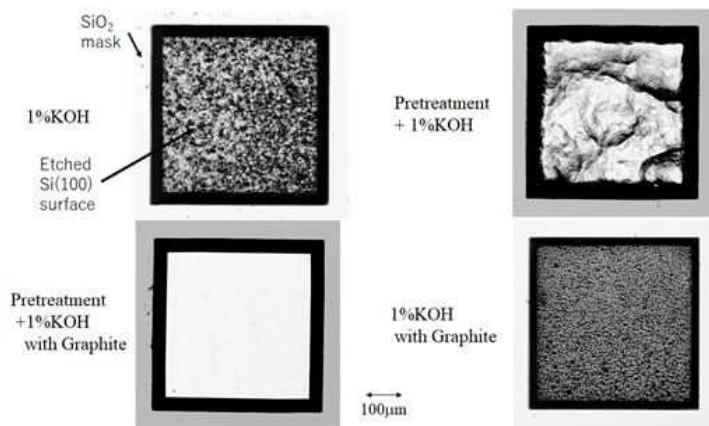 SiO₂
mask
1%KOH
Etched
Si(100)
surface
Pretreatment
+ 1%KOH
Pretreatment
+1%KOH
with Graphite
1%KOH
with Graphite
100μm